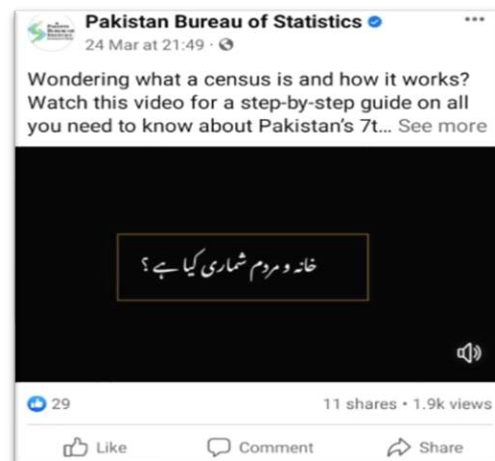 Pakistan Bureau of Statistics
24 Mar at 21:49 ·
Wondering what a census is and how it works?
Watch this video for a step-by-step guide on all
you need to know about Pakistan's 7t... See more
خانہ و مردم شماری کیا ہے ؟
29
11 shares • 1.9k views
Like Comment Share